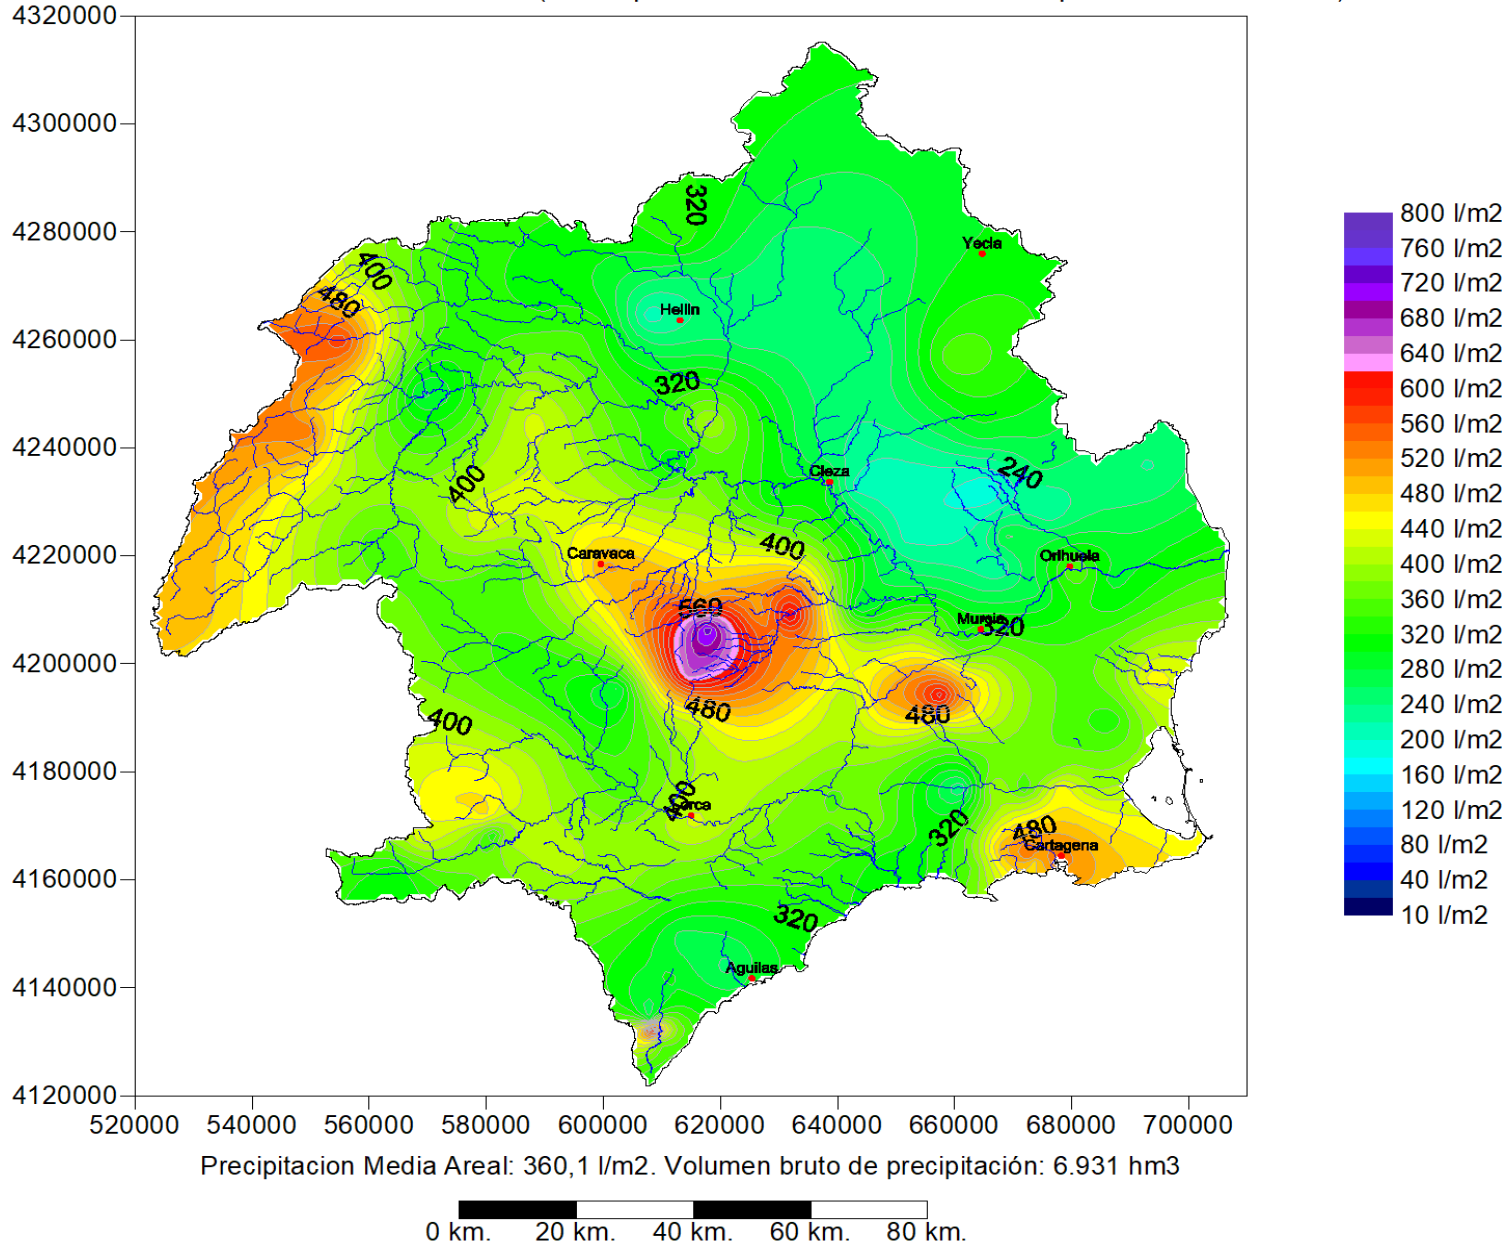 4320000
4300000
4280000
4260000
4240000
4220000
4200000
4180000
4160000
4140000
4120000
520000 540000 560000 580000 600000 620000 640000 660000 680000 700000
320
Yecla
400
480
Hellin
320
Cieza
240
400
Caravaca
400
Orihuela
560
Murcia
320
480
480
400
400
Lorca
320
480
Cartagena
320
Aguilas
800 l/m2
760 l/m2
720 l/m2
680 l/m2
640 l/m2
600 l/m2
560 l/m2
520 l/m2
480 l/m2
440 l/m2
400 l/m2
360 l/m2
320 l/m2
280 l/m2
240 l/m2
200 l/m2
160 l/m2
120 l/m2
80 l/m2
40 l/m2
10 l/m2
Precipitacion Media Areal: 360,1 l/m2. Volumen bruto de precipitación: 6.931 hm3
0 km. 20 km. 40 km. 60 km. 80 km.